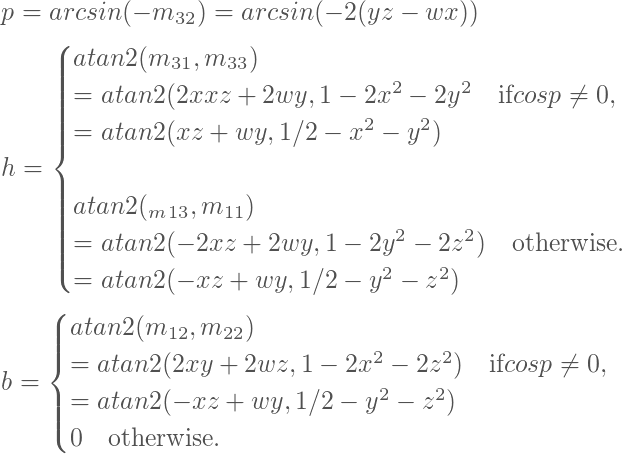 p = arcsin(−m₃₂) = arcsin(−2(yz − wx))
h =
atan2(m₃₁, m₃₃)
= atan2(2xxz + 2wy, 1 − 2x² − 2y² if cosp ≠ 0,
= atan2(xz + wy, 1/2 − x² − y²)
atan2(ₘ₁₃, m₁₁)
= atan2(−2xz + 2wy, 1 − 2y² − 2z²) otherwise.
= atan2(−xz + wy, 1/2 − y² − z²)
b =
atan2(m₁₂, m₂₂)
= atan2(2xy + 2wz, 1 − 2x² − 2z²) if cosp ≠ 0,
= atan2(−xz + wy, 1/2 − y² − z²)
0 otherwise.